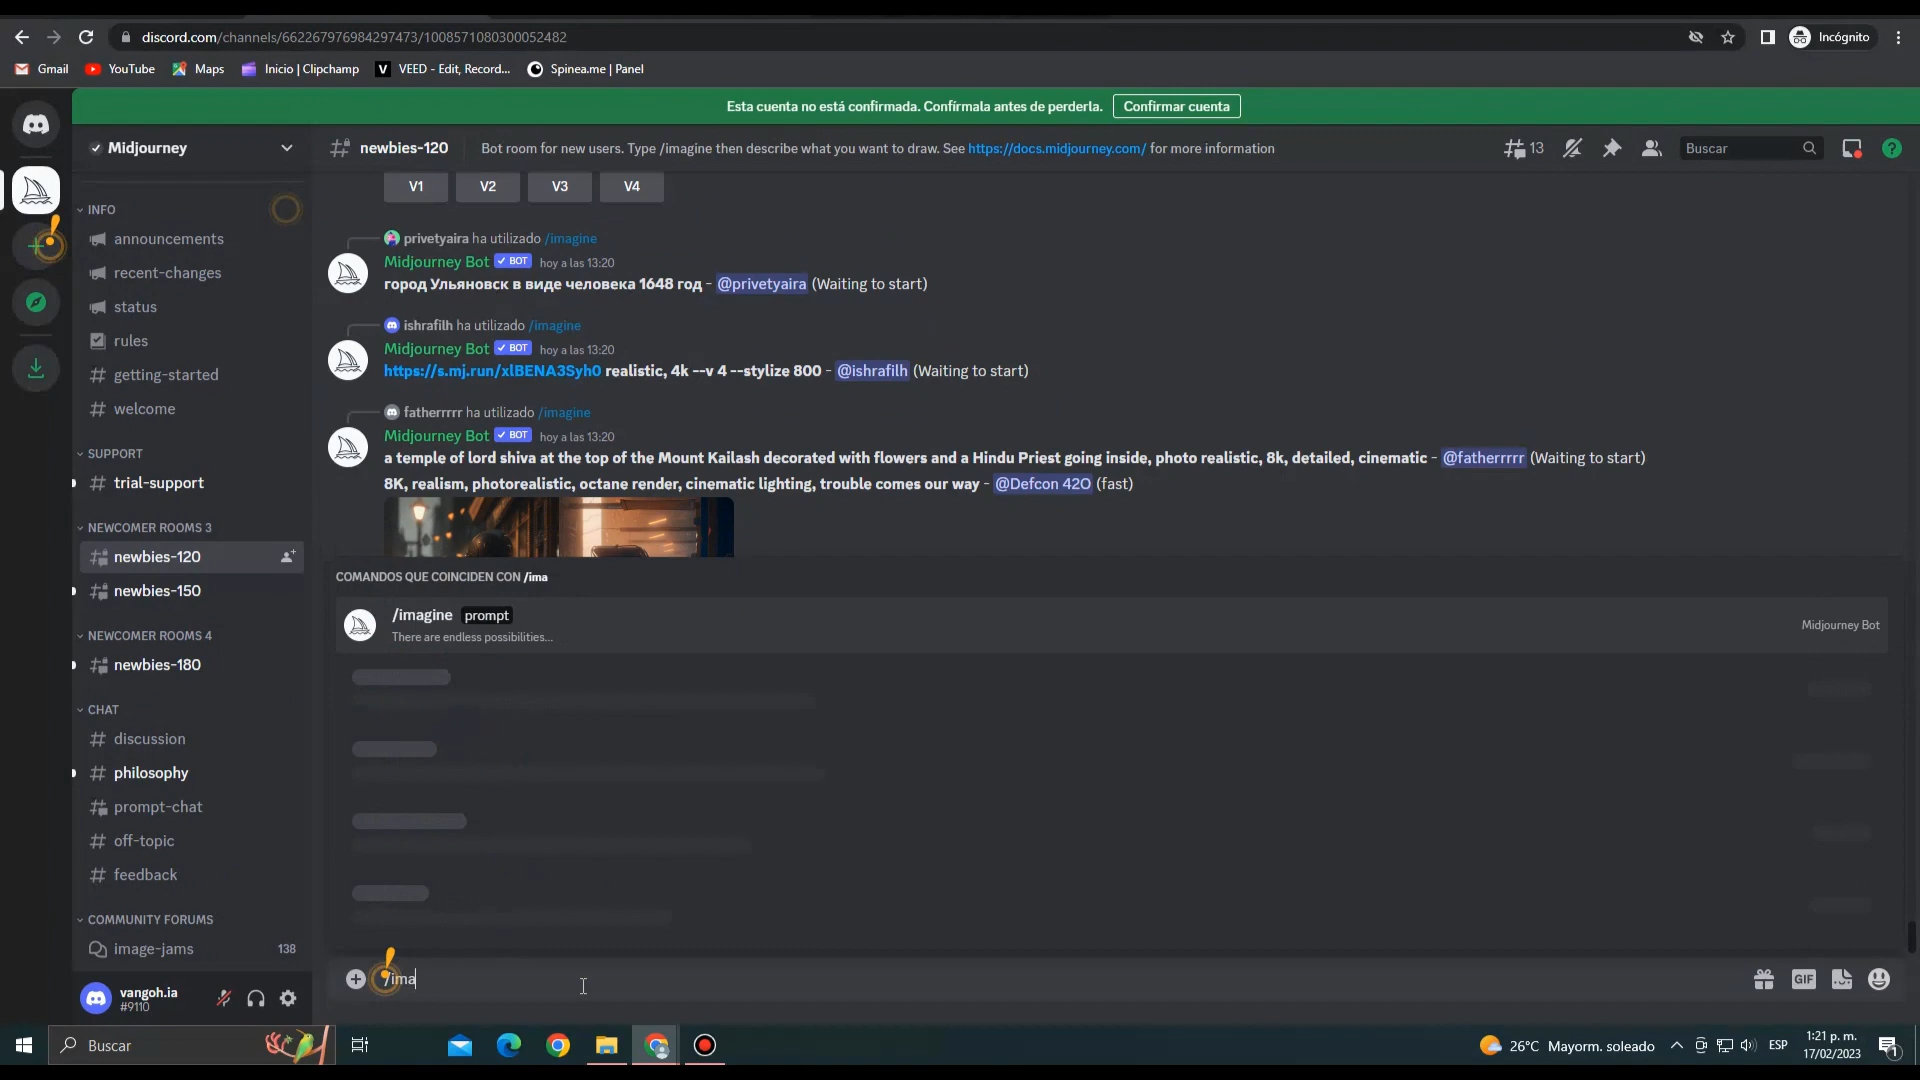 discord.com/channels/662267976984297473/1008571080300052482
Incógnito
Gmail
YouTube
Maps
Inicio | Clipchamp
VEED - Edit, Record...
Spinea.me | Panel
Esta cuenta no está confirmada. Confírmala antes de perderla.
Confirmar cuenta
Midjourney
newbies-120
Bot room for new users. Type /imagine then describe what you want to draw. See https://docs.midjourney.com/ for more information
13
Buscar
INFO
announcements
recent-changes
status
rules
getting-started
welcome
SUPPORT
trial-support
NEWCOMER ROOMS 3
newbies-120
newbies-150
NEWCOMER ROOMS 4
newbies-180
CHAT
discussion
philosophy
prompt-chat
off-topic
feedback
COMMUNITY FORUMS
image-jams
138
vangoh.ia
#9110
V1
V2
V3
V4
privetyaira ha utilizado /imagine
Midjourney Bot BOT hoy a las 13:20
город Ульяновск в виде человека 1648 год - @privetyaira (Waiting to start)
ishrafilh ha utilizado /imagine
Midjourney Bot BOT hoy a las 13:20
https://s.mj.run/xlBENA3Syh0 realistic, 4k --v 4 --stylize 800 - @ishrafilh (Waiting to start)
fatherrrrr ha utilizado /imagine
Midjourney Bot BOT hoy a las 13:20
a temple of lord shiva at the top of the Mount Kailash decorated with flowers and a Hindu Priest going inside, photo realistic, 8k, detailed, cinematic - @fatherrrrr (Waiting to start)
8K, realism, photorealistic, octane render, cinematic lighting, trouble comes our way - @Defcon 42O (fast)
COMANDOS QUE COINCIDEN CON /ima
/imagine prompt
There are endless possibilities...
Midjourney Bot
/ima
GIF
Buscar
26°C Mayorm. soleado
ESP
1:21 p. m.
17/02/2023
1